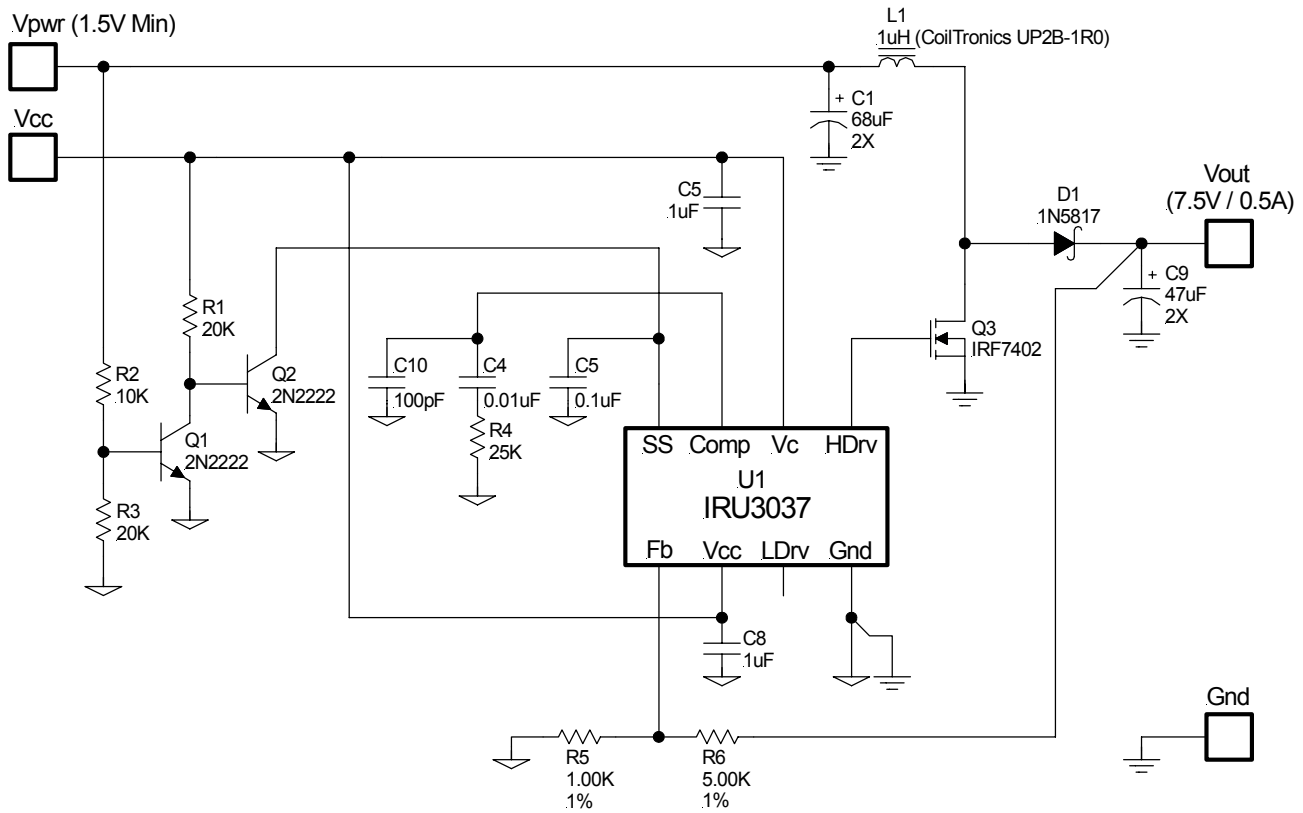 Vpwr (1.5V Min)
L1
1uH (CoilTronics UP2B-1R0)
C1
68uF
2X
Vcc
C5
1uF
D1
1N5817
Vout
(7.5V / 0.5A)
C9
47uF
2X
R1
20K
Q3
IRF7402
R2
10K
Q2
2N2222
C10
100pF
C4
0.01uF
C5
0.1uF
R4
25K
Q1
2N2222
R3
20K
SS Comp Vc HDrv
U1
IRU3037
Fb Vcc LDrv Gnd
C8
1uF
Gnd
R5
1.00K
1%
R6
5.00K
1%
+
+